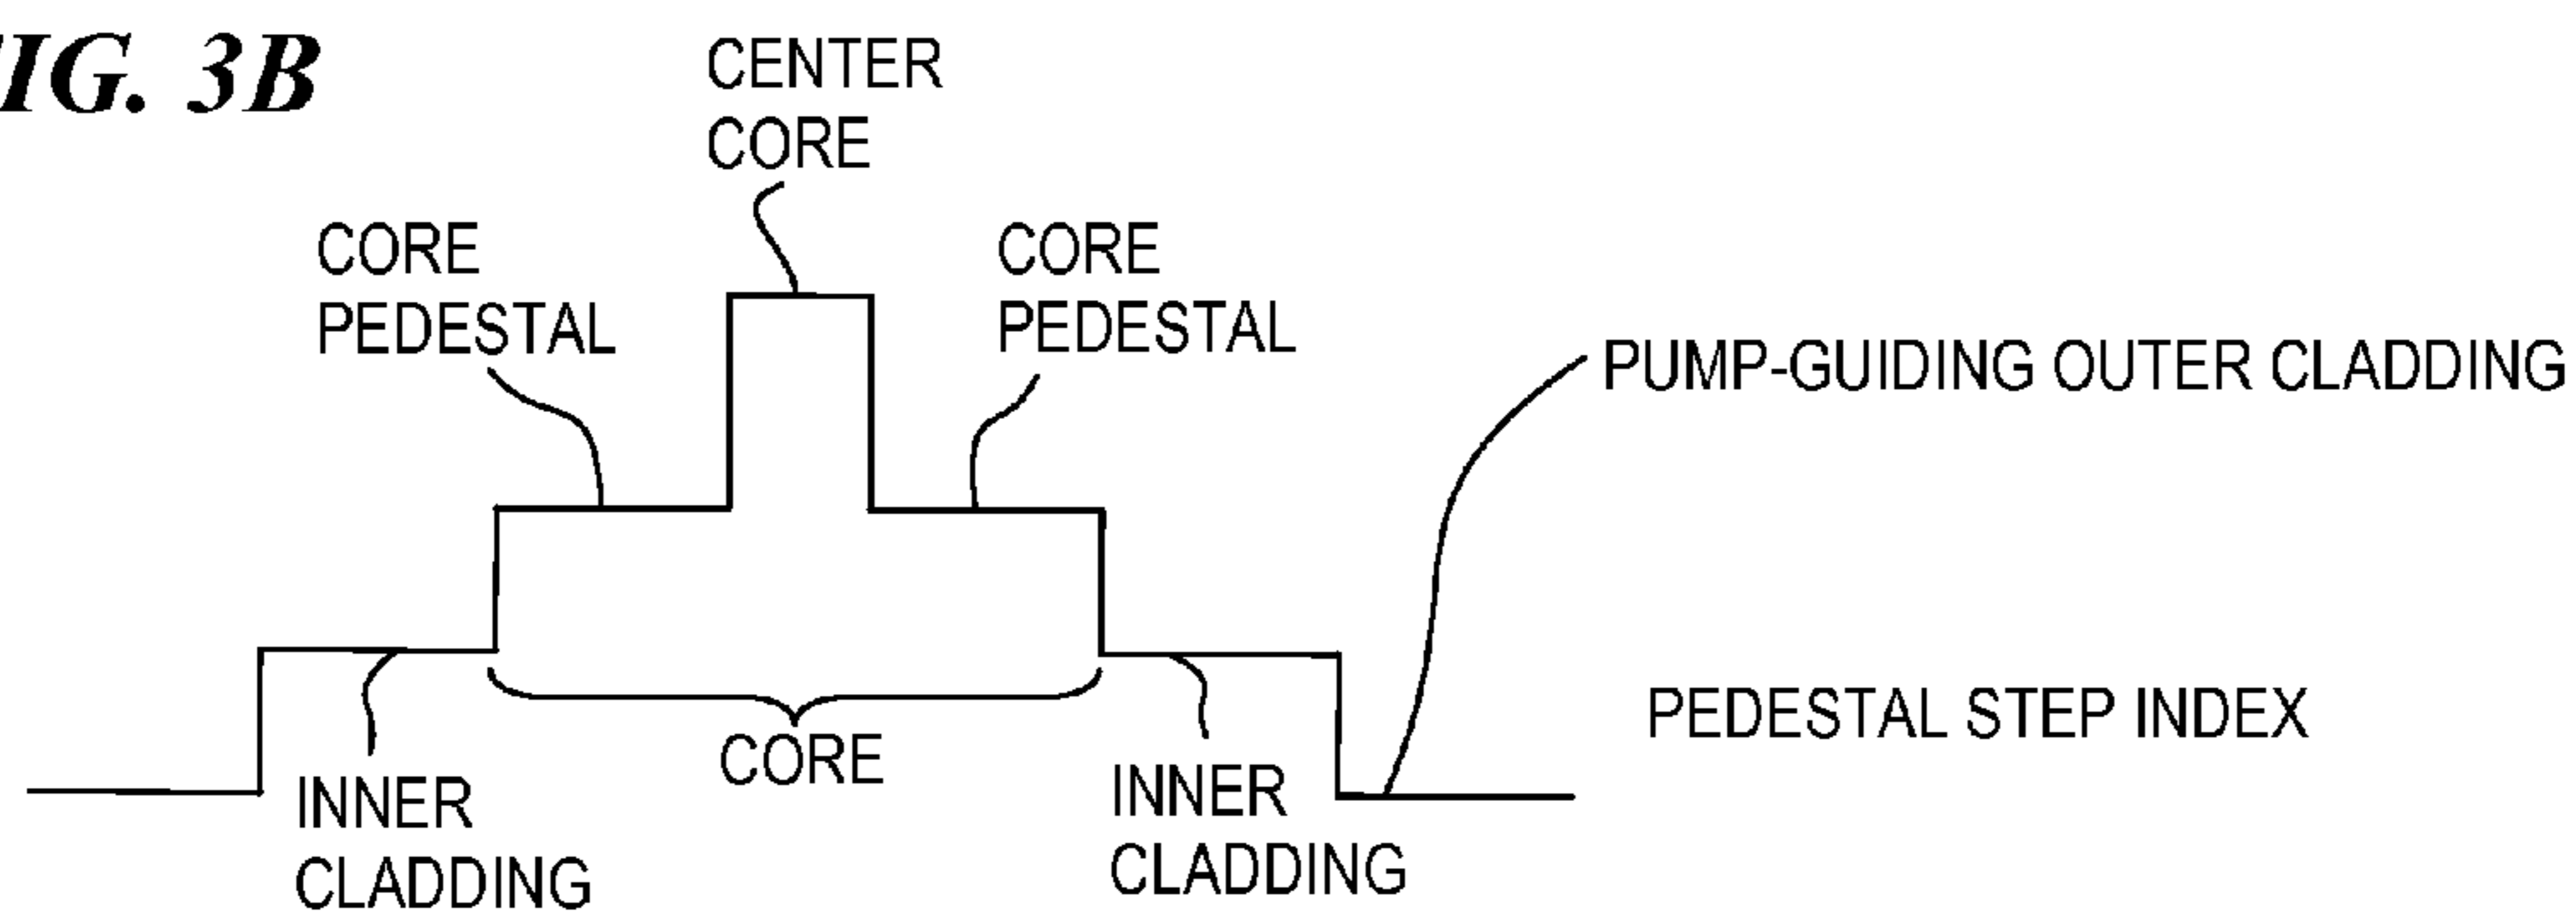 IG. 3B
CENTER
CORE
CORE
PEDESTAL
CORE
PEDESTAL
PUMP-GUIDING OUTER CLADDING
PEDESTAL STEP INDEX
CORE
INNER
CLADDING
INNER
CLADDING